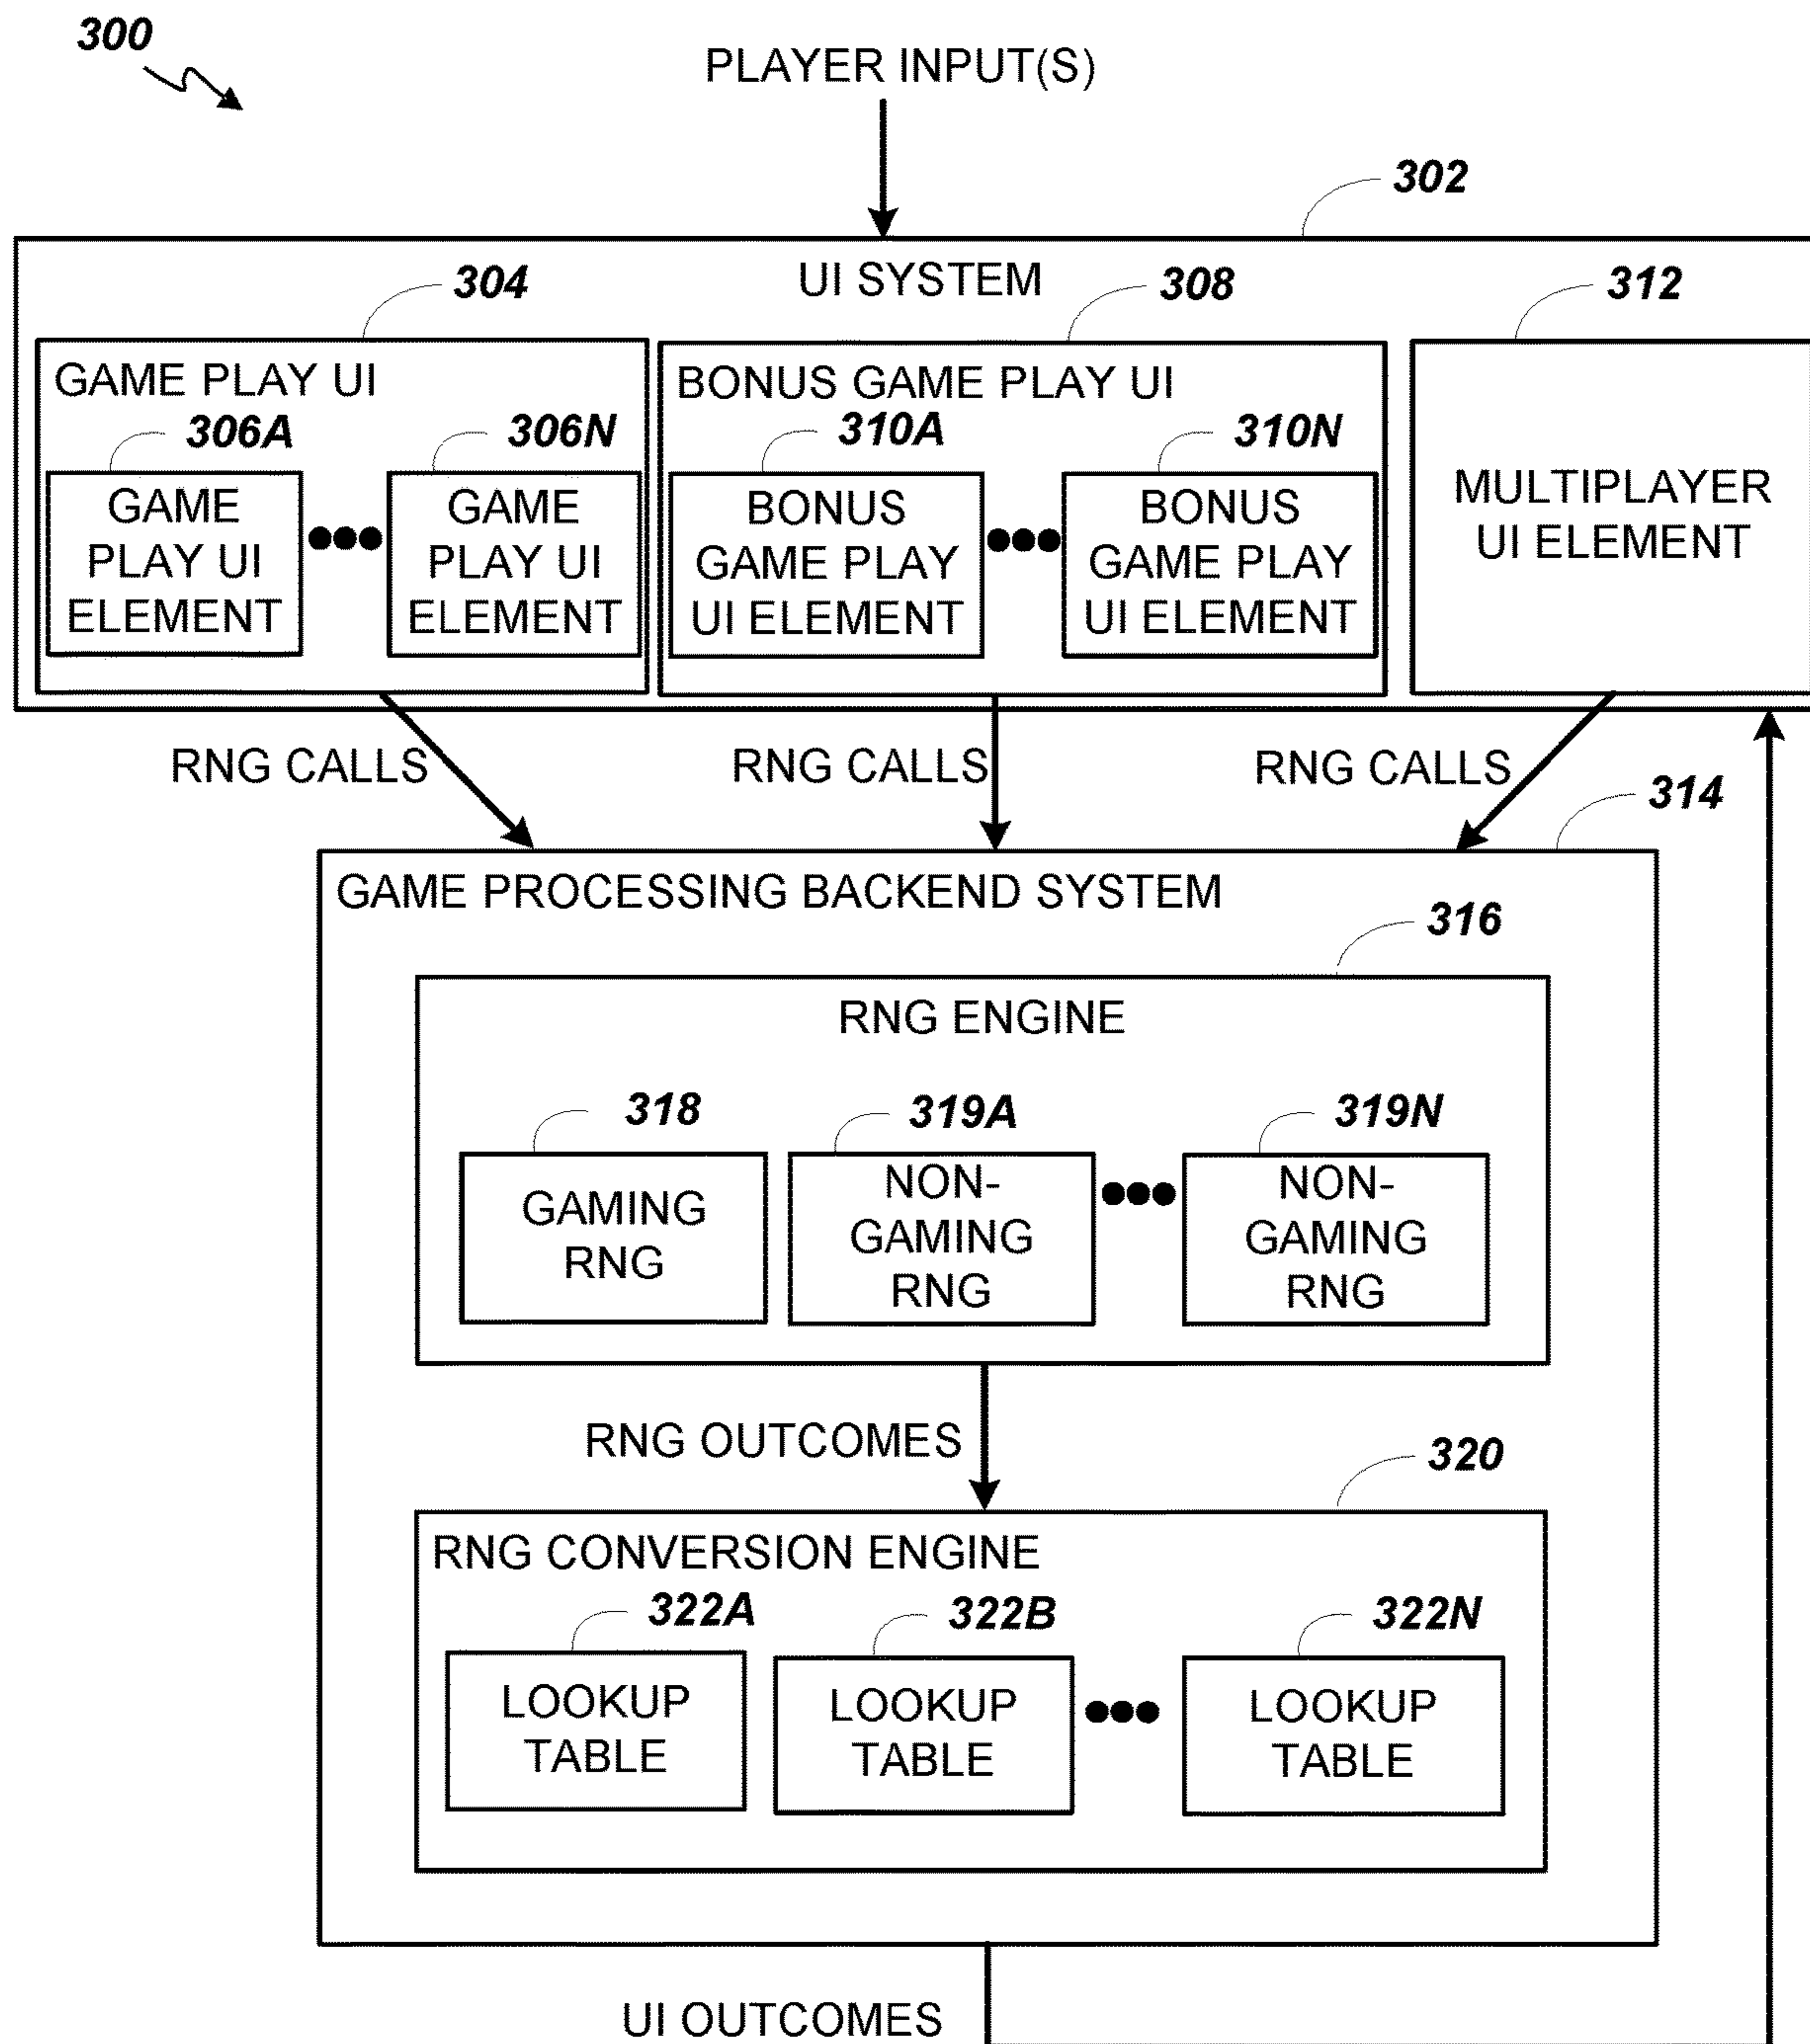 300
PLAYER INPUT(S)
302
UI SYSTEM
304
308
312
GAME PLAY UI
306A
306N
GAME
PLAY UI
ELEMENT
GAME
PLAY UI
ELEMENT
BONUS GAME PLAY UI
310A
310N
BONUS
GAME PLAY
UI ELEMENT
BONUS
GAME PLAY
UI ELEMENT
MULTIPLAYER
UI ELEMENT
RNG CALLS
RNG CALLS
RNG CALLS
314
GAME PROCESSING BACKEND SYSTEM
316
RNG ENGINE
318
319A
319N
GAMING
RNG
NON-
GAMING
RNG
NON-
GAMING
RNG
RNG OUTCOMES
320
RNG CONVERSION ENGINE
322A
322B
322N
LOOKUP
TABLE
LOOKUP
TABLE
LOOKUP
TABLE
UI OUTCOMES